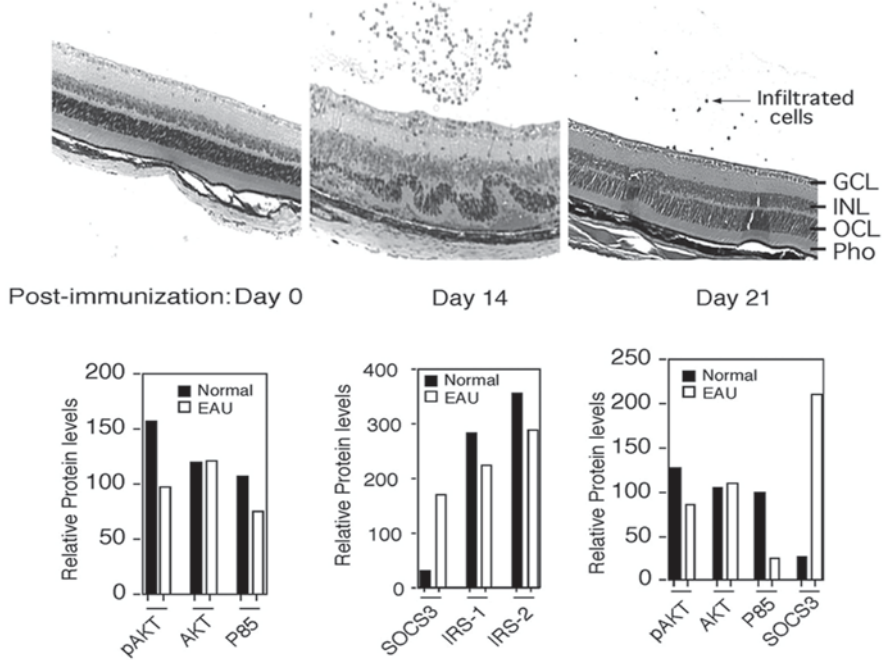 Infiltrated
cells
GCL
INL
OCL
Pho
Post-immunization: Day 0
Day 14
Day 21
Relative Protein levels
200
150
100
50
0
Normal
EAU
pAKT
AKT
P85
Relative Protein levels
400
300
200
100
0
Normal
EAU
SOCS3
IRS-1
IRS-2
Relative Protein levels
250
200
150
100
50
0
Normal
EAU
pAKT
AKT
P85
SOCS3